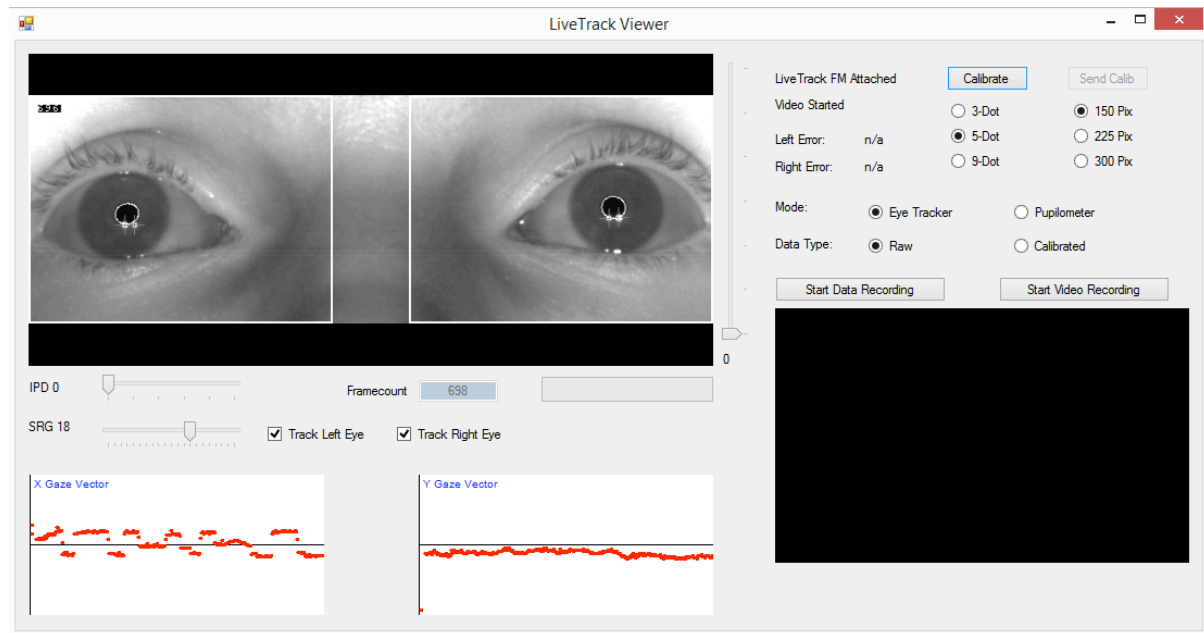 LiveTrack Viewer
LiveTrack FM Attached
Calibrate
Send Calib
Video Started
3-Dot
150 Pix
Left Error: n/a
5-Dot
225 Pix
Right Error: n/a
9-Dot
300 Pix
Mode:
Eye Tracker
Pupilometer
Data Type:
Raw
Calibrated
Start Data Recording
Start Video Recording
696
0
IPD 0
Framecount 698
SRG 18
Track Left Eye
Track Right Eye
X Gaze Vector
Y Gaze Vector